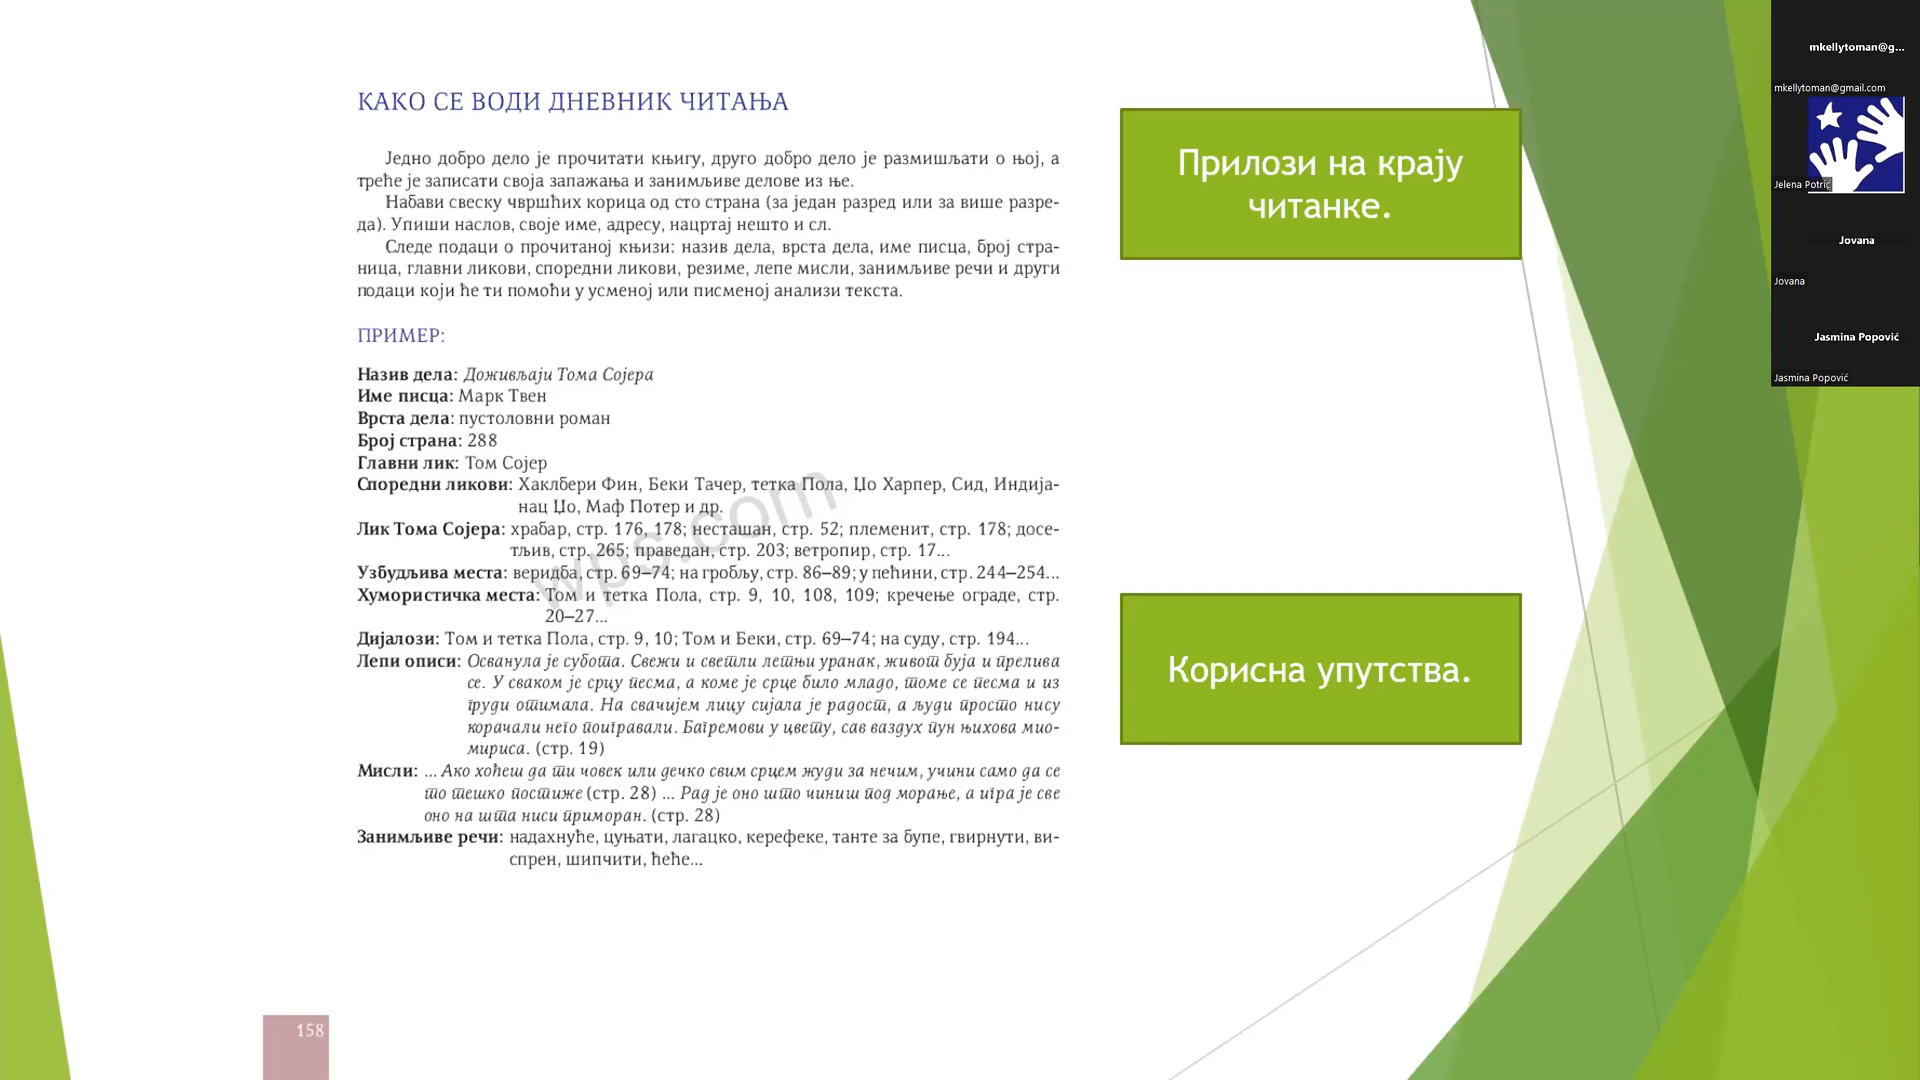 КАКО СЕ ВОДИ ДНЕВНИК ЧИТАЊА
Једно добро дело је прочитати књигу, друго добро дело је размишљати о њој, а
треће је записати своја запажања и занимљиве делове из ње.
Набави свеску чвршћих корица од сто страна (за један разред или за више разре-
да). Упиши наслов, своје име, адресу, нацртај нешто и сл.
Следе подаци о прочитаној књизи: назив дела, врста дела, име писца, број стра-
ница, главни ликови, споредни ликови, резиме, лепе мисли, занимљиве речи и други
подаци који ће ти помоћи у усменој или писменој анализи текста.
ПРИМЕР:
Назив дела: Доживљаји Тома Сојера
Име писца: Марк Твен
Врста дела: пустоловни роман
Број страна: 288
Главни лик: Том Сојер
Споредни ликови: Хаклбери Фин, Беки Тачер, тетка Пола, Џо Харпер, Сид, Индија-
нац Џо, Маф Потер и др.
Лик Тома Сојера: храбар, стр. 176, 178; несташан, стр. 52; племенит, стр. 178; досе-
тљив, стр. 265; праведан, стр. 203; ветропир, стр. 17...
Узбудљива места: веридба, стр. 69–74; на гробљу, стр. 86–89; у пећини, стр. 244–254...
Хумористичка места: Том и тетка Пола, стр. 9, 10, 108, 109; кречење ограде, стр.
20–27...
Дијалози: Том и тетка Пола, стр. 9, 10; Том и Беки, стр. 69–74; на суду, стр. 194...
Лепи описи: Осванула је субота. Свежи и светли летњи уранак, живот буја и прелива
се. У сваком је срцу песма, а коме је срце било младо, томе се песма и из
груди отимала. На свачијем лицу сијала је радост, а људи просто нису
корачали него поигравали. Багремови у цвету, сав ваздух пун њихова мио-
мириса. (стр. 19)
Мисли: ... Ако хоћеш да ти човек или дечко свим срцем жуди за нечим, учини само да се
то тешко постиже (стр. 28) ... Рад је оно што чиниш под морање, а игра је све
оно на шта ниси приморан. (стр. 28)
Занимљиве речи: надахнуће, цуњати, лагацко, керефеке, танте за бупе, гвирнути, ви-
спрен, шипчити, ћеће...
158
wps.com
Прилози на крају
читанке.
Корисна упутства.
mkellytoman@g...
mkellytoman@gmail.com
Jelena Potrić
Jovana
Jovana
Jasmina Popović
Jasmina Popović